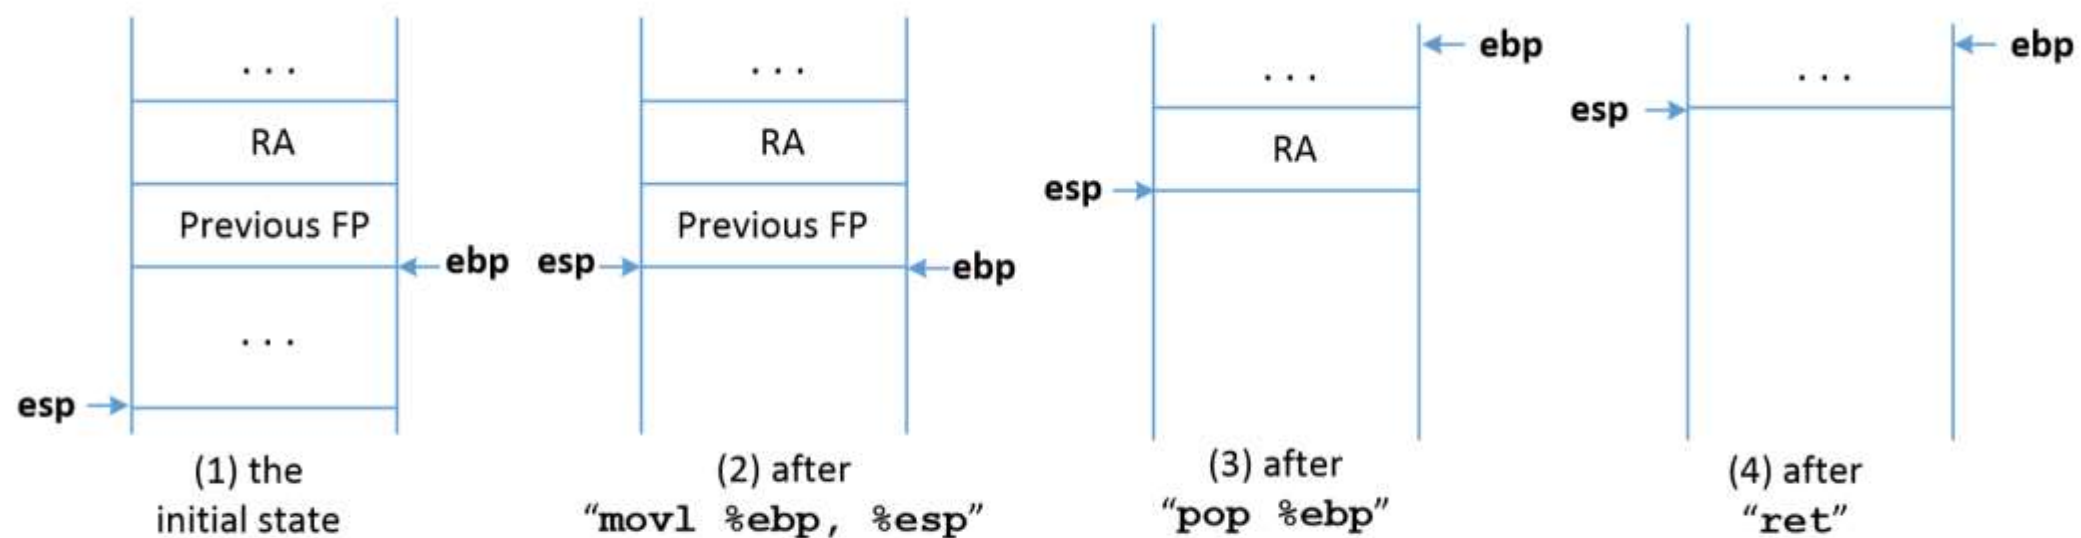 . . .
RA
Previous FP
ebp
. . .
esp
(1) the
initial state
. . .
RA
Previous FP
esp
ebp
(2) after
“movl %ebp, %esp”
ebp
. . .
RA
esp
(3) after
“pop %ebp”
ebp
. . .
esp
(4) after
“ret”